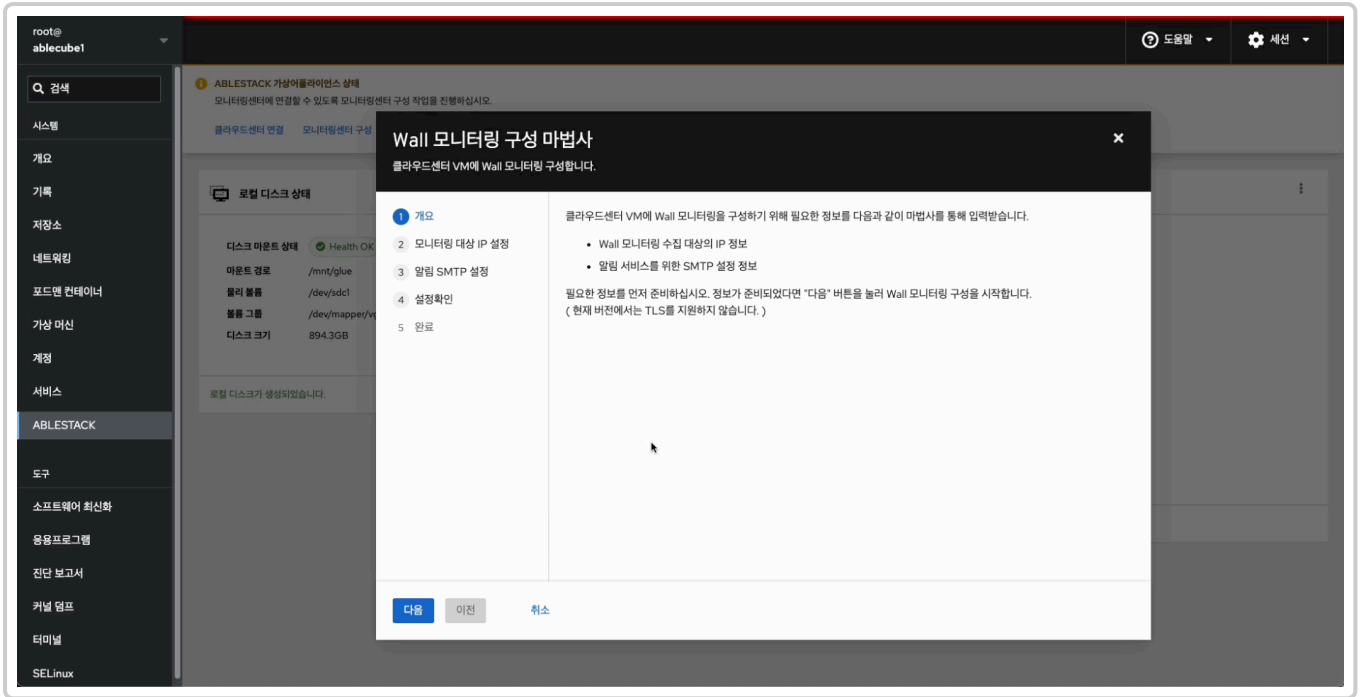 root@
ablecube1
도움말
세션
검색
시스템
개요
기록
저장소
네트워킹
포드맨 컨테이너
가상 머신
계정
서비스
ABLESTACK
도구
소프트웨어 최신화
응용프로그램
진단 보고서
커널 덤프
터미널
SELinux
ABLESTACK 가상어플라이언스 상태
모니터링센터에 연결할 수 있도록 모니터링센터 구성 작업을 진행하십시오.
클라우드센터 연결 모니터링센터 구성
로컬 디스크 상태
디스크 마운트 상태 Health OK
마운트 경로 /mnt/glue
물리 볼륨 /dev/sdc1
볼륨 그룹 /dev/mapper/vg
디스크 크기 894.3GB
로컬 디스크가 생성되었습니다.
Wall 모니터링 구성 마법사
클라우드센터 VM에 Wall 모니터링 구성합니다.
1 개요
2 모니터링 대상 IP 설정
3 알림 SMTP 설정
4 설정확인
5 완료
클라우드센터 VM에 Wall 모니터링을 구성하기 위해 필요한 정보를 다음과 같이 마법사를 통해 입력받습니다.
• Wall 모니터링 수집 대상의 IP 정보
• 알림 서비스를 위한 SMTP 설정 정보
필요한 정보를 먼저 준비하십시오. 정보가 준비되었다면 "다음" 버튼을 눌러 Wall 모니터링 구성을 시작합니다.
( 현재 버전에서는 TLS를 지원하지 않습니다. )
다음 이전 취소